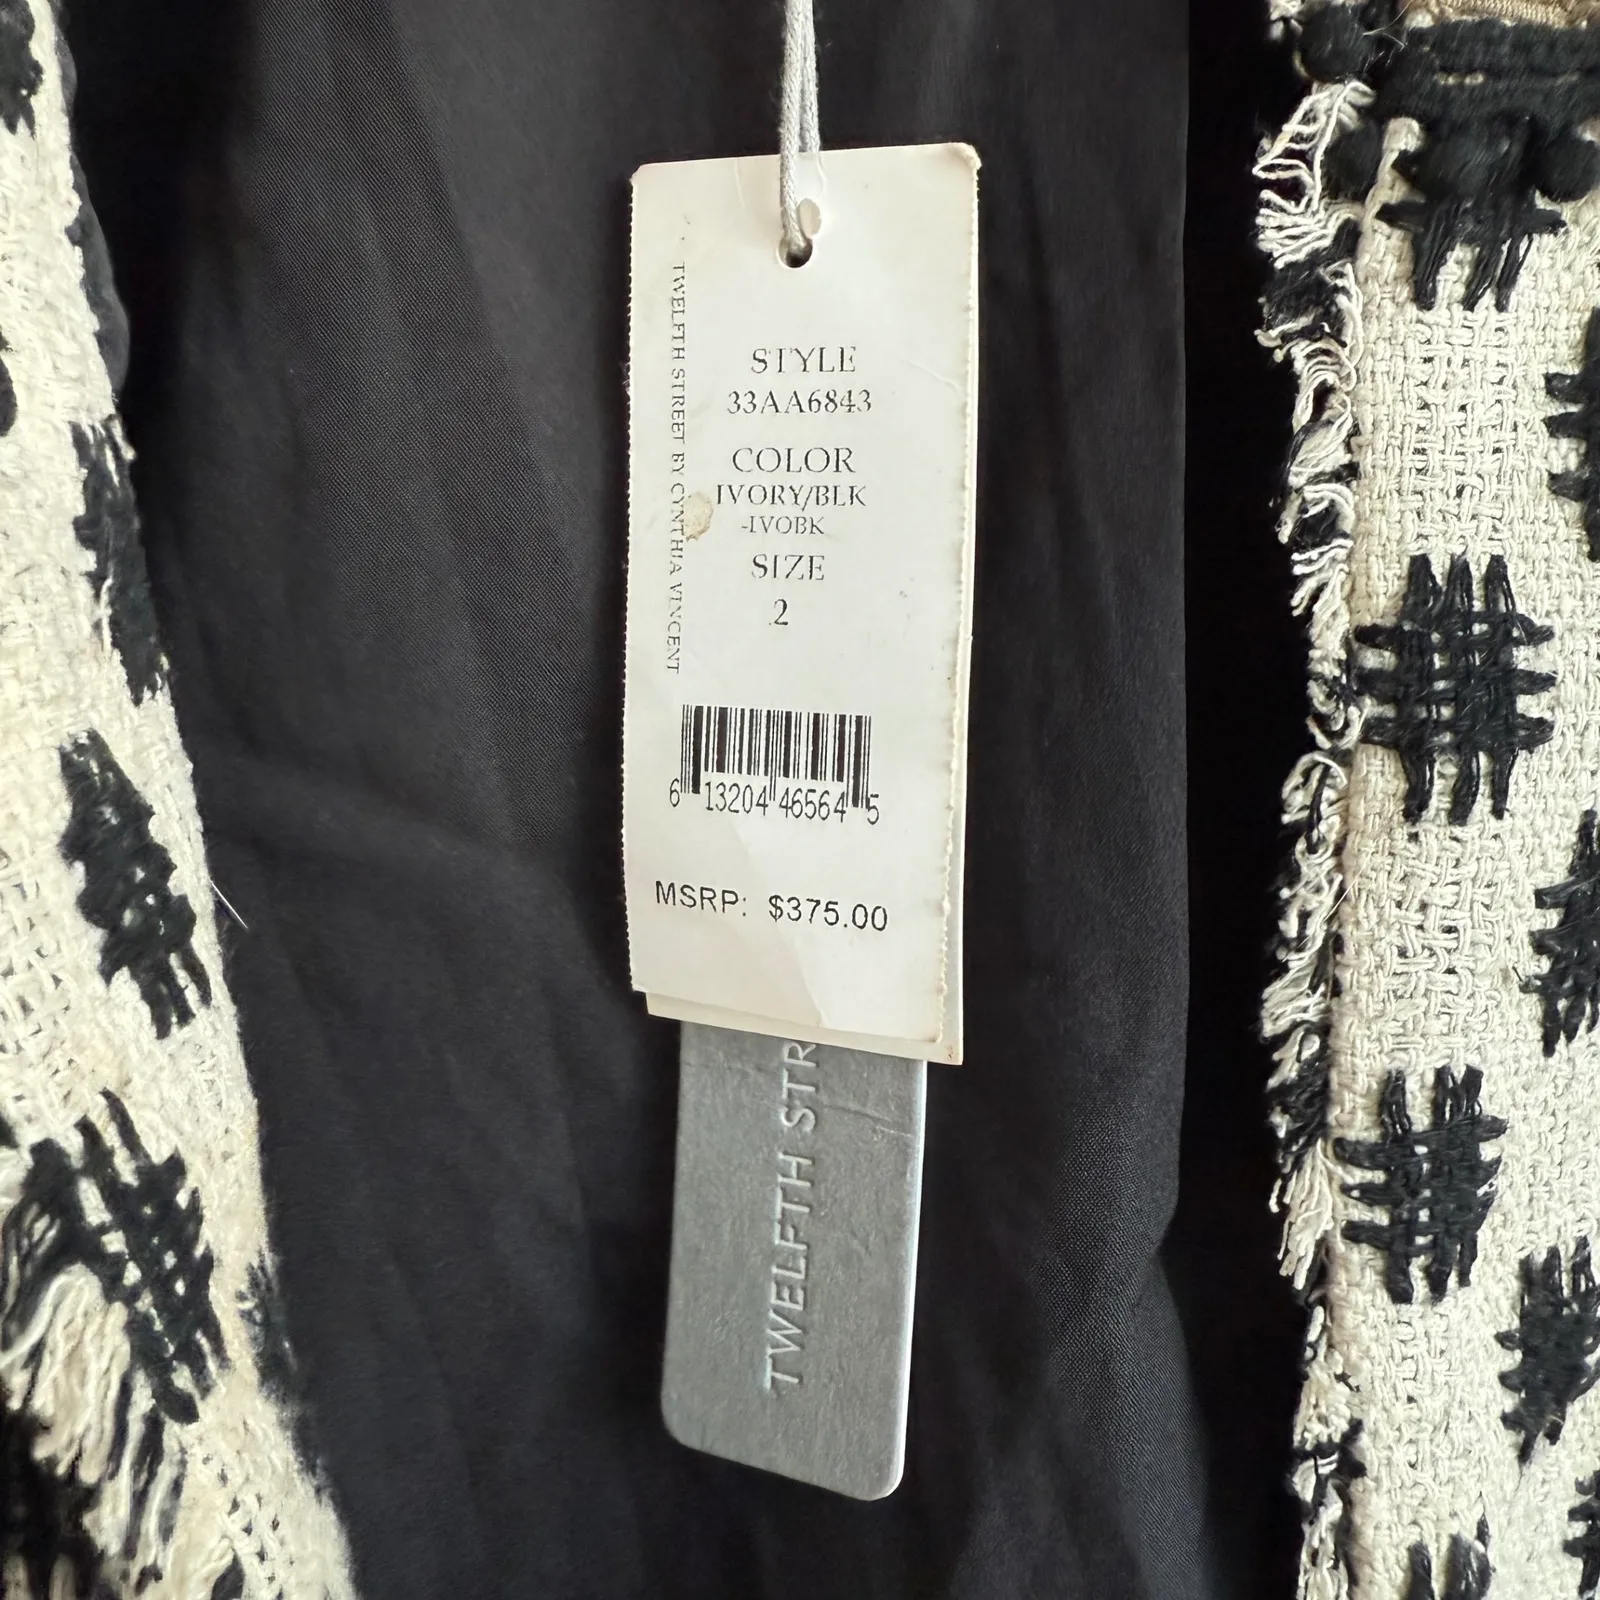 TWELFTH STREET BY CYNTHIA VINCENT
STYLE
33AA6843
COLOR
IVORY/BLK
-IVOBK
SIZE
2
6 13204 46564 5
MSRP: $375.00
TWELFTH STR